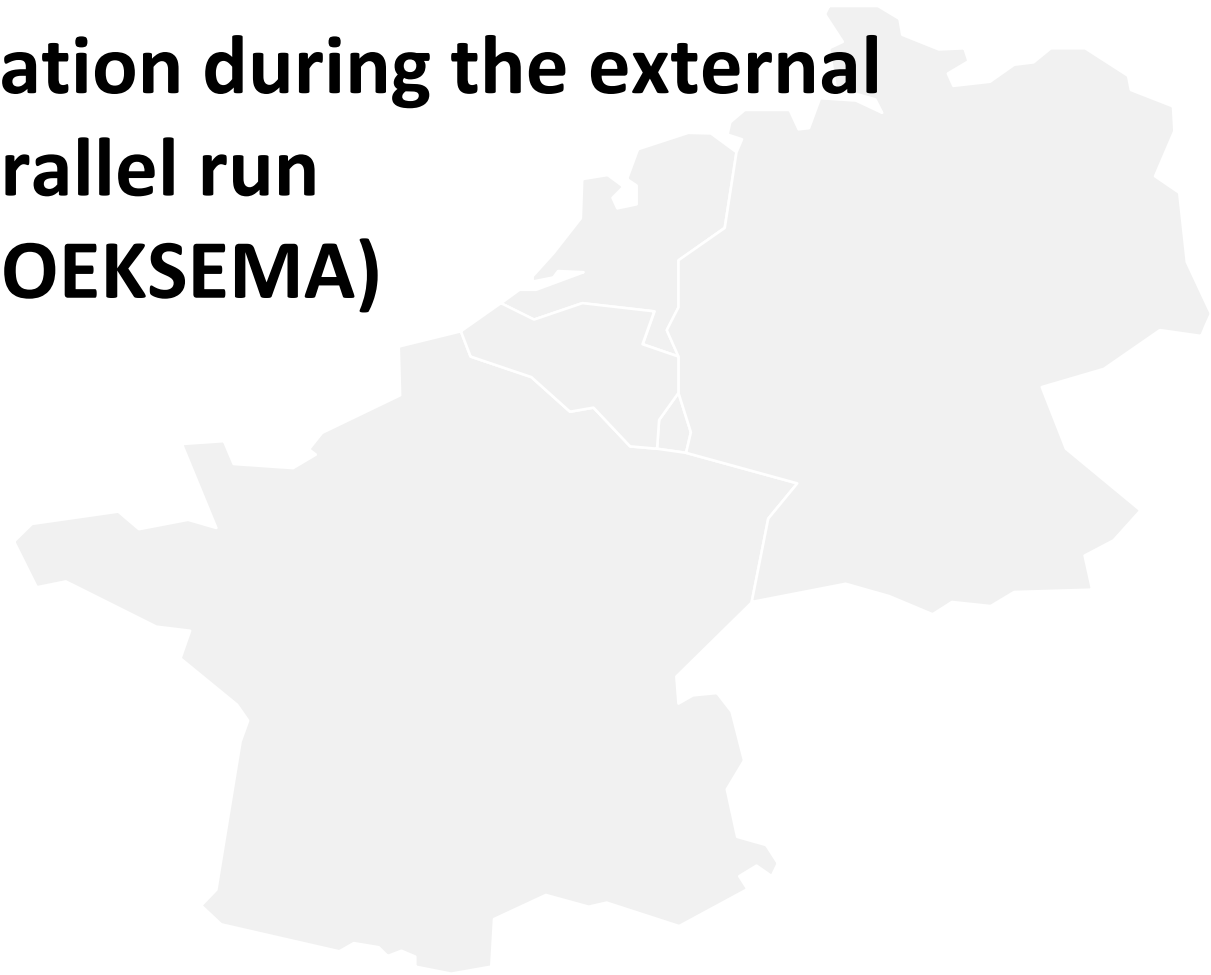 ation during the external
rallel run
OEKSEMA)